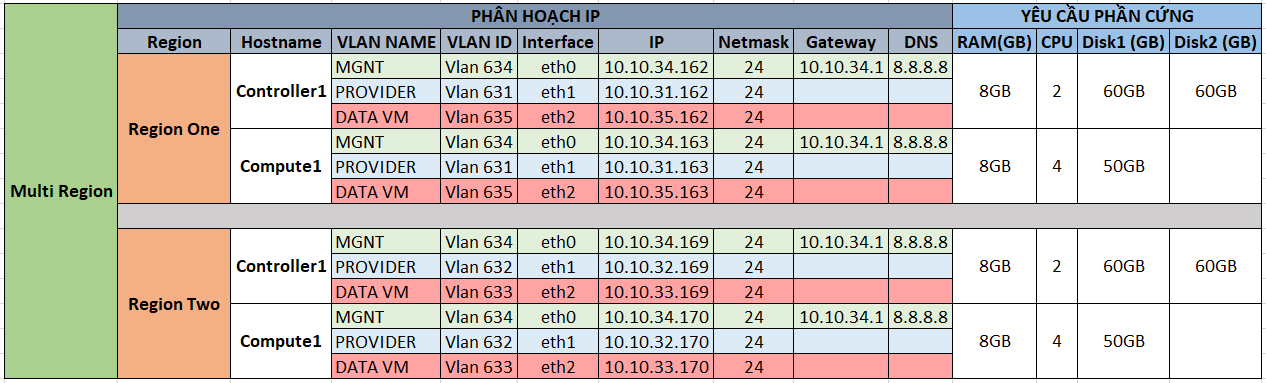 PHÂN HOẠCH IP YÊU CẦU PHẦN CỨNG
Region Hostname VLAN NAME VLAN ID Interface IP Netmask Gateway DNS RAM(GB) CPU Disk1 (GB) Disk2 (GB)
Multi Region
Region One
Controller1
MGNT Vlan 634 eth0 10.10.34.162 24 10.10.34.1 8.8.8.8
PROVIDER Vlan 631 eth1 10.10.31.162 24
DATA VM Vlan 635 eth2 10.10.35.162 24
8GB 2 60GB 60GB
Compute1
MGNT Vlan 634 eth0 10.10.34.163 24 10.10.34.1 8.8.8.8
PROVIDER Vlan 631 eth1 10.10.31.163 24
DATA VM Vlan 635 eth2 10.10.35.163 24
8GB 4 50GB
Region Two
Controller1
MGNT Vlan 634 eth0 10.10.34.169 24 10.10.34.1 8.8.8.8
PROVIDER Vlan 632 eth1 10.10.32.169 24
DATA VM Vlan 633 eth2 10.10.33.169 24
8GB 2 60GB 60GB
Compute1
MGNT Vlan 634 eth0 10.10.34.170 24 10.10.34.1 8.8.8.8
PROVIDER Vlan 632 eth1 10.10.32.170 24
DATA VM Vlan 633 eth2 10.10.33.170 24
8GB 4 50GB